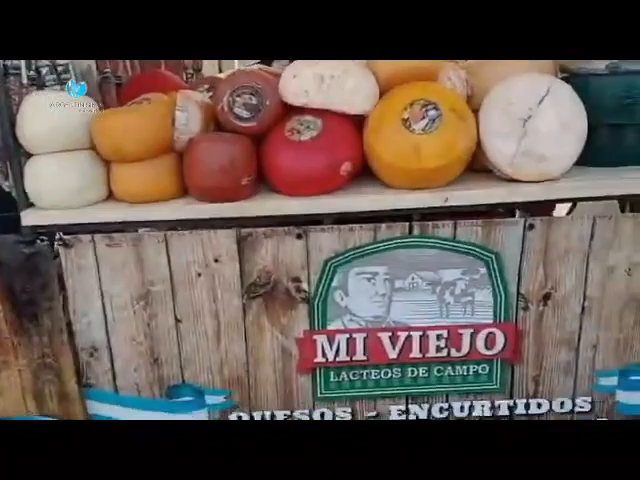 MI VIEJO
LACTEOS DE CAMPO
QUESOS - ENCURTIDOS